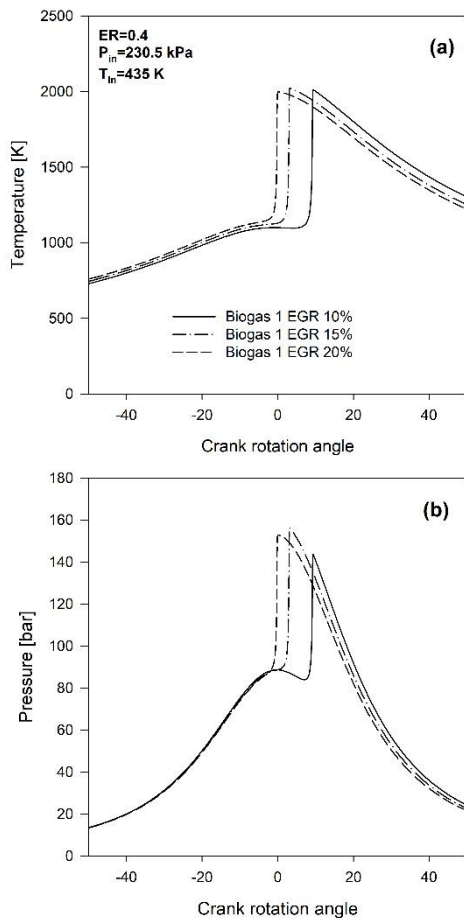 ER=0.4
P_in=230.5 kPa
T_in=435 K
(a)
2500
2000
1500
1000
500
0
Temperature [K]
Biogas 1 EGR 10%
Biogas 1 EGR 15%
Biogas 1 EGR 20%
-40
-20
0
20
40
Crank rotation angle
(b)
180
160
140
120
100
80
60
40
20
0
Pressure [bar]
-40
-20
0
20
40
Crank rotation angle